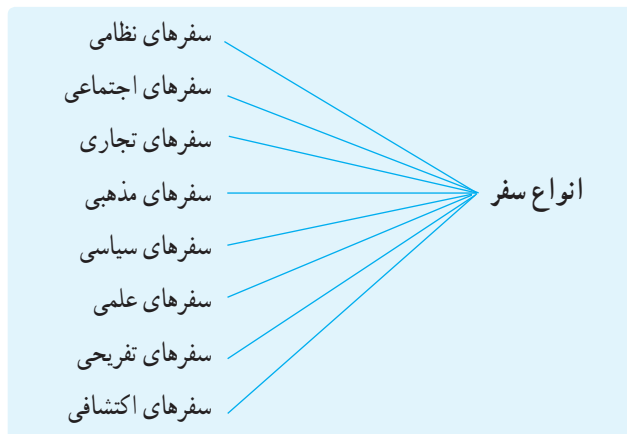 انواع سفر
سفرهای نظامی
سفرهای اجتماعی
سفرهای تجاری
سفرهای مذهبی
سفرهای سیاسی
سفرهای علمی
سفرهای تفریحی
سفرهای اکتشافی